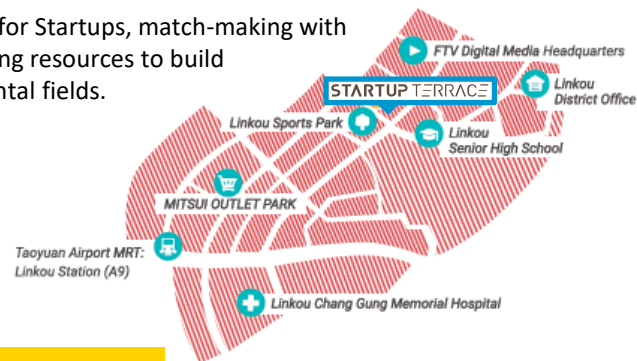 for Startups, match-making with
ng resources to build
ntal fields.
FTV Digital Media Headquarters
STARTUP TERRACE
Linkou
District Office
Linkou Sports Park
Linkou
Senior High School
MITSUI OUTLET PARK
Taoyuan Airport MRT:
Linkou Station (A9)
Linkou Chang Gung Memorial Hospital